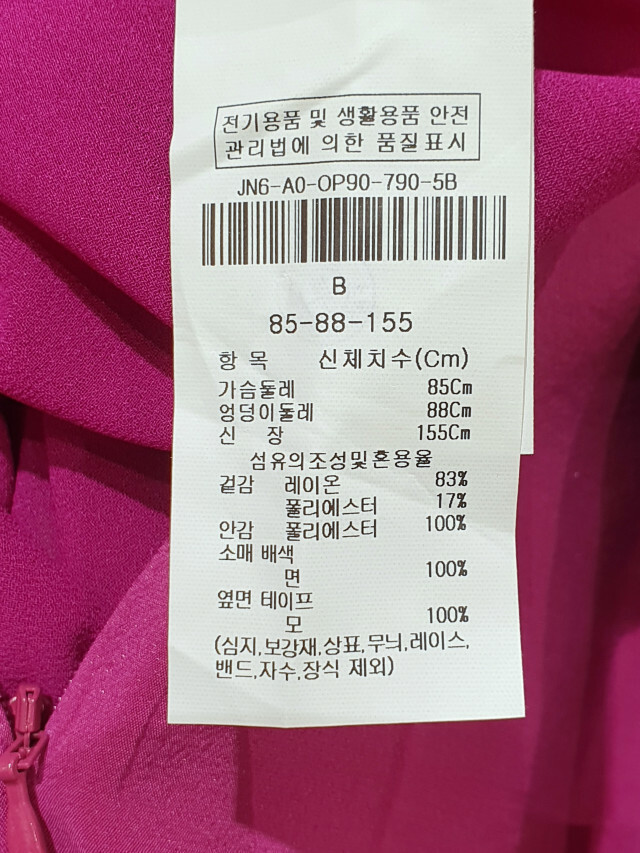 전기용품 및 생활용품 안전
관리법에 의한 품질표시
JN6-A0-OP90-790-5B
B
85-88-155
항 목 신체치수(Cm)
가슴둘레 85Cm
엉덩이둘레 88Cm
신 장 155Cm
섬유의조성및혼용율
겉감 레이온 83%
폴리에스터 17%
안감 폴리에스터 100%
소매 배색
면 100%
옆면 테이프
모 100%
(심지,보강재,상표,무늬,레이스,
밴드,자수,장식 제외)